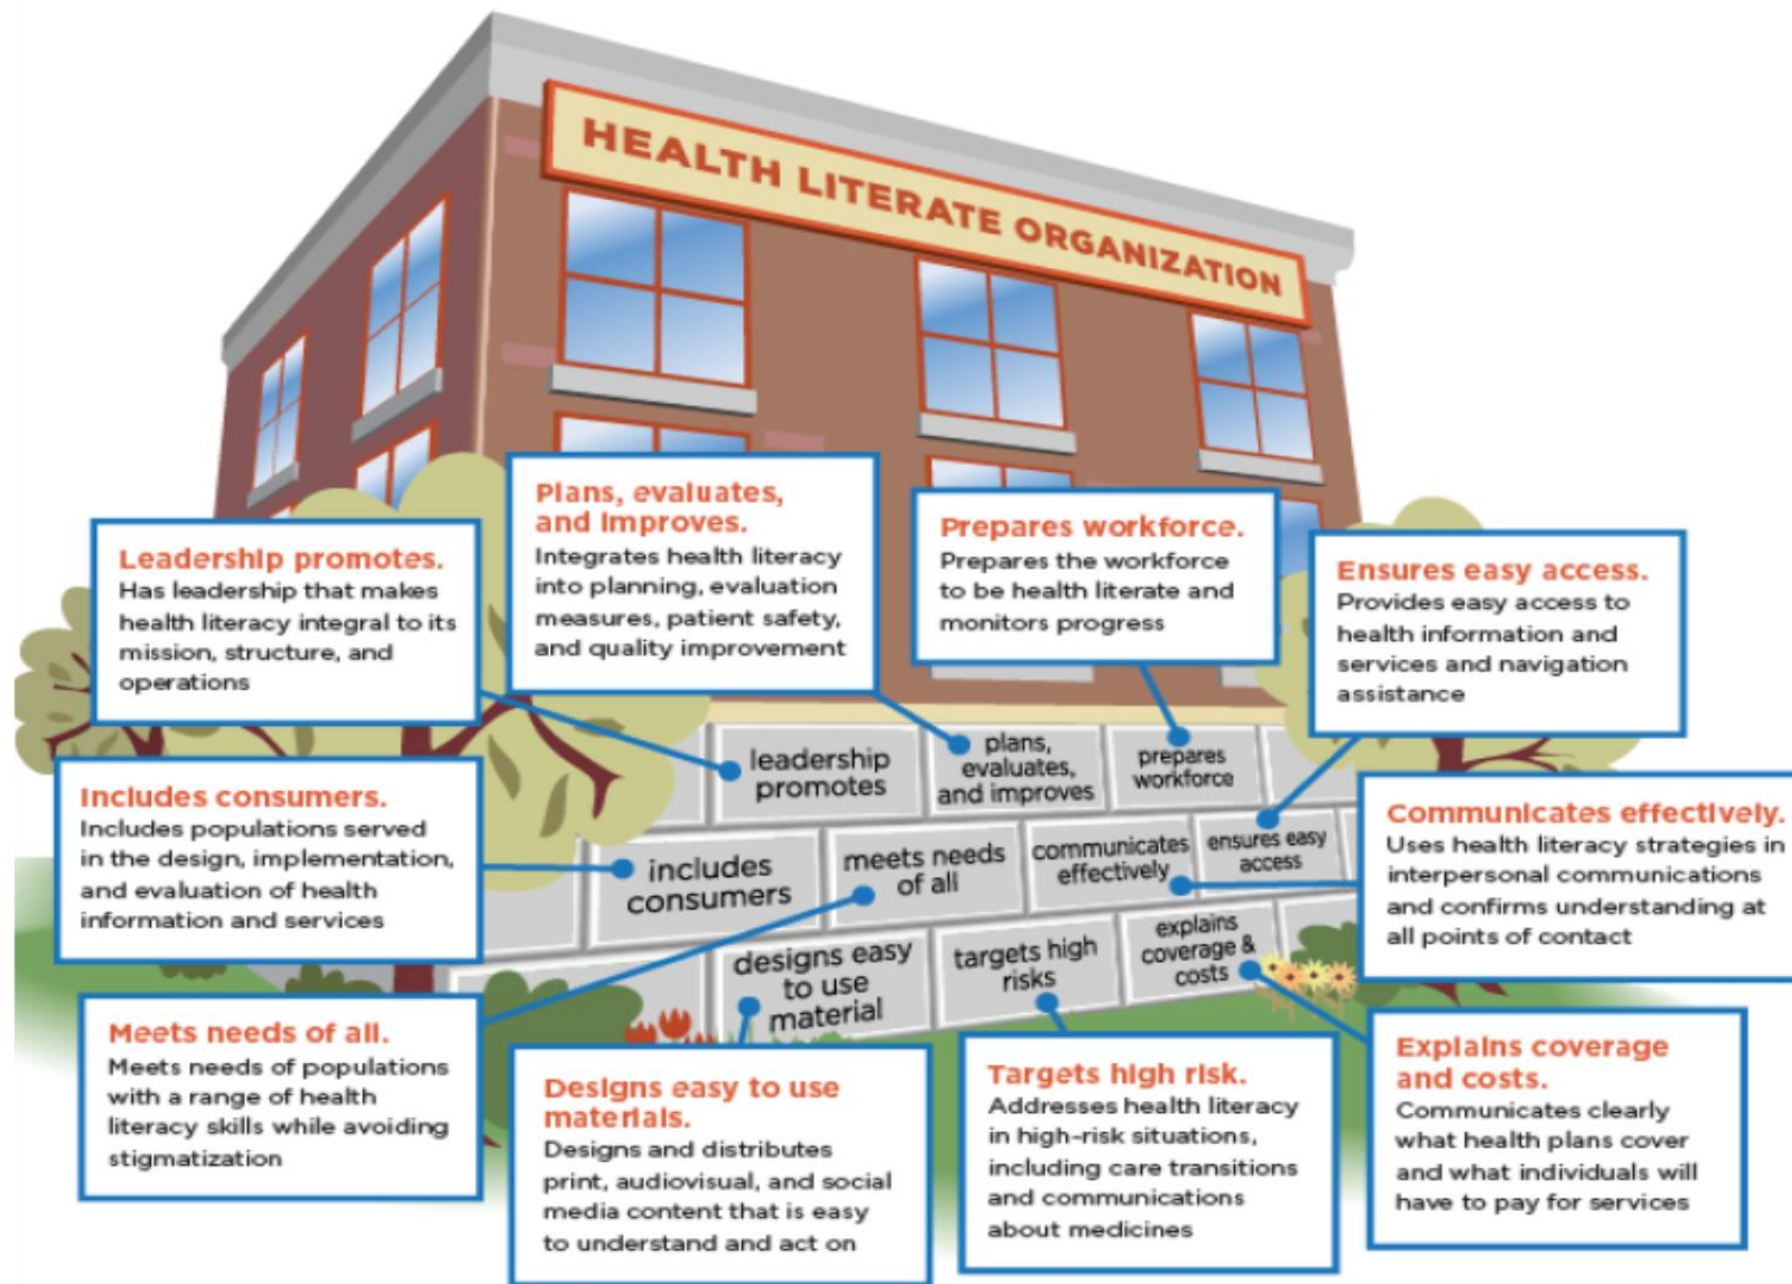 HEALTH LITERATE ORGANIZATION
Leadership promotes.
Has leadership that makes
health literacy integral to its
mission, structure, and
operations
Plans, evaluates,
and improves.
Integrates health literacy
into planning, evaluation
measures, patient safety,
and quality improvement
Prepares workforce.
Prepares the workforce
to be health literate and
monitors progress
Ensures easy access.
Provides easy access to
health information and
services and navigation
assistance
Includes consumers.
Includes populations served
in the design, implementation,
and evaluation of health
information and services
leadership
promotes
plans,
evaluates,
and improves
prepares
workforce
includes
consumers
meets needs
of all
communicates
effectively
ensures easy
access
designs easy
to use
material
targets high
risks
explains
coverage &
costs
Communicates effectively.
Uses health literacy strategies in
interpersonal communications
and confirms understanding at
all points of contact
Meets needs of all.
Meets needs of populations
with a range of health
literacy skills while avoiding
stigmatization
Designs easy to use
materials.
Designs and distributes
print, audiovisual, and social
media content that is easy
to understand and act on
Targets high risk.
Addresses health literacy
in high-risk situations,
including care transitions
and communications
about medicines
Explains coverage
and costs.
Communicates clearly
what health plans cover
and what individuals will
have to pay for services